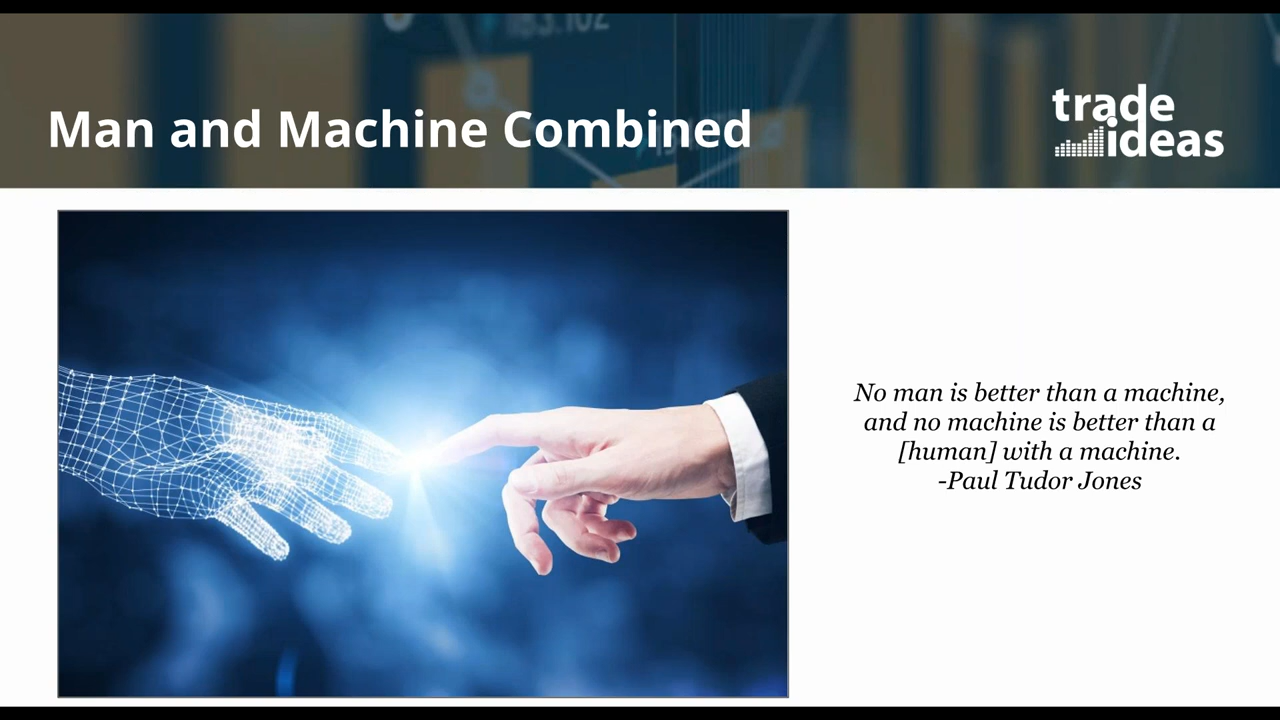 Man and Machine Combined
trade
ideas
No man is better than a machine,
and no machine is better than a
[human] with a machine.
-Paul Tudor Jones